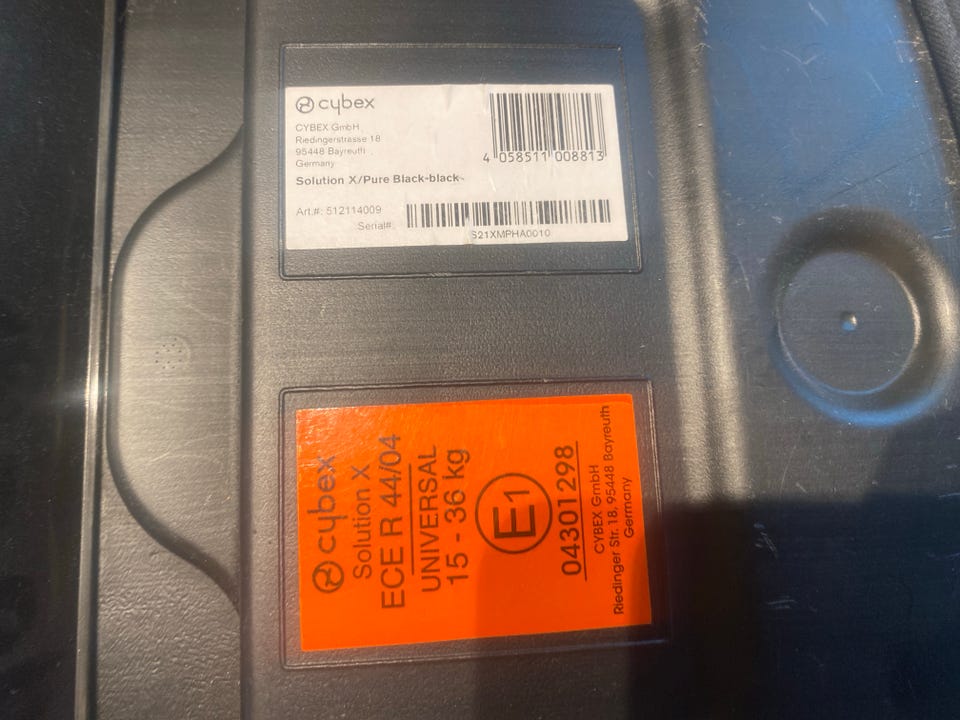 cybex
CYBEX GmbH
Riedingerstrasse 18
95448 Bayreuth
Germany
Solution X/Pure Black-black
4 058511 008813
Art.#: 512114009
Serial#
S21XMPHA0010
cybex
Solution X
ECE R 44/04
UNIVERSAL
15 - 36 kg
E1
04301298
CYBEX GmbH
Riedinger Str. 18, 95448 Bayreuth
Germany